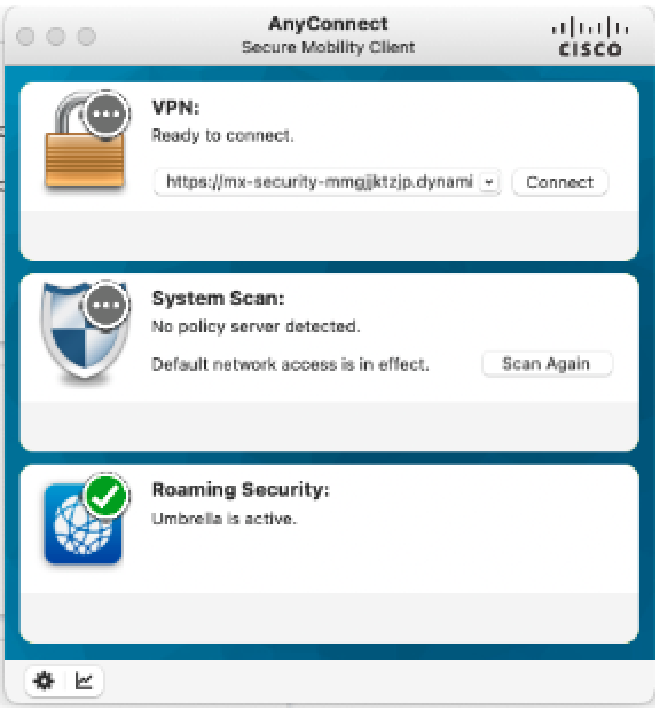 AnyConnect
Secure Mobility Client
CISCO
VPN:
Ready to connect.
https://mx-security-mmgjjktzjp.dynami
Connect
System Scan:
No policy server detected.
Default network access is in effect.
Scan Again
Roaming Security:
Umbrella is active.